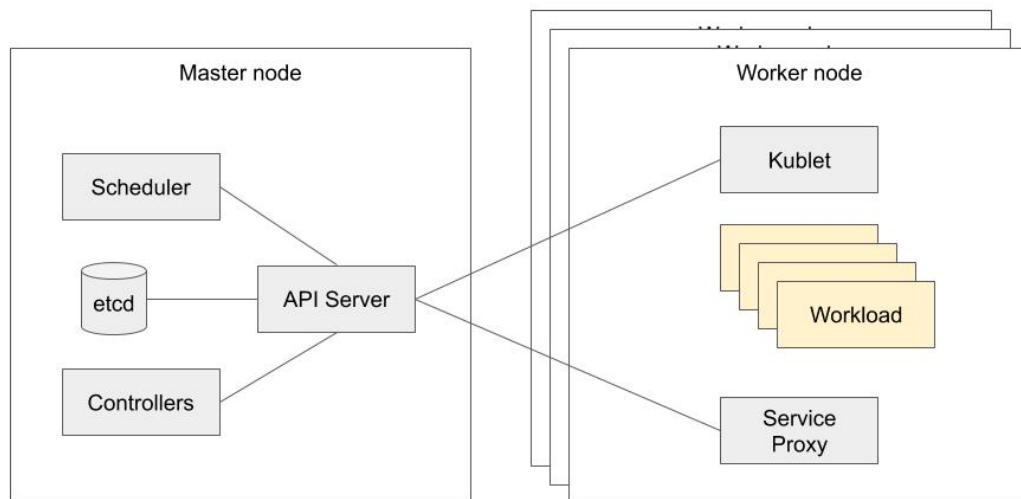 Master node
Worker node
Scheduler
Kublet
etcd
API Server
Workload
Controllers
Service
Proxy